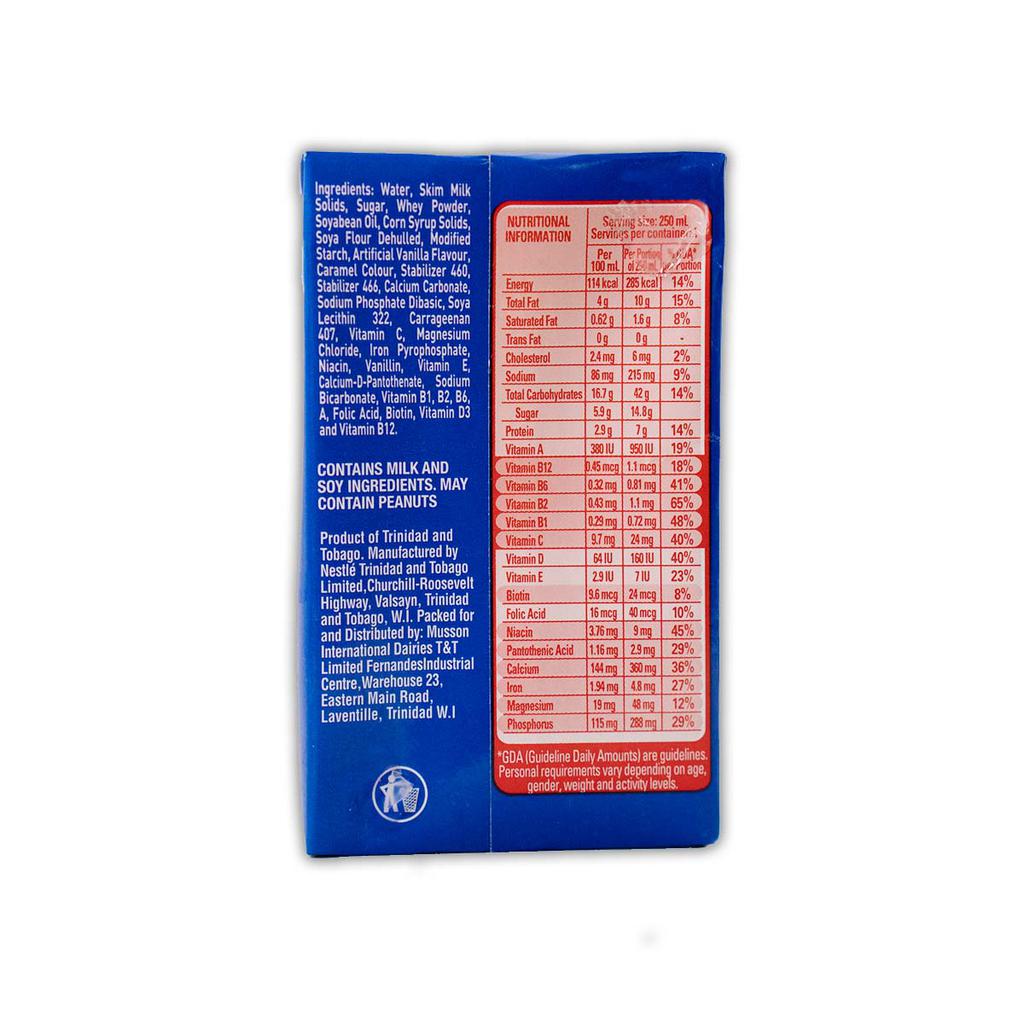 Ingredients: Water, Skim Milk
Solids, Sugar, Whey Powder,
Soyabean Oil, Corn Syrup Solids,
Soya Flour Dehulled, Modified
Starch, Artificial Vanilla Flavour,
Caramel Colour, Stabilizer 460,
Stabilizer 466, Calcium Carbonate,
Sodium Phosphate Dibasic, Soya
Lecithin 322, Carrageenan
407, Vitamin C, Magnesium
Chloride, Iron Pyrophosphate,
Niacin, Vanillin, Vitamin E,
Calcium-D-Pantothenate, Sodium
Bicarbonate, Vitamin B1, B2, B6,
A, Folic Acid, Biotin, Vitamin D3
and Vitamin B12.
CONTAINS MILK AND
SOY INGREDIENTS. MAY
CONTAIN PEANUTS
Product of Trinidad and
Tobago. Manufactured by
Nestlé Trinidad and Tobago
Limited,Churchill-Roosevelt
Highway, Valsayn, Trinidad
and Tobago, W.I. Packed for
and Distributed by: Musson
International Dairies T&T
Limited FernandesIndustrial
Centre,Warehouse 23,
Eastern Main Road,
Laventille, Trinidad W.I
NUTRITIONAL INFORMATION
Serving size: 250 mL
Servings per container:1
Per 100 mL Per Portion of 250 mL %GDA* per Portion
Energy 114 kcal 285 kcal 14%
Total Fat 4 g 10 g 15%
Saturated Fat 0.62 g 1.6 g 8%
Trans Fat 0 g 0 g -
Cholesterol 2.4 mg 6 mg 2%
Sodium 86 mg 215 mg 9%
Total Carbohydrates 16.7 g 42 g 14%
Sugar 5.9 g 14.8 g
Protein 2.9 g 7 g 14%
Vitamin A 380 IU 950 IU 19%
Vitamin B12 0.45 mcg 1.1 mcg 18%
Vitamin B6 0.32 mg 0.81 mg 41%
Vitamin B2 0.43 mg 1.1 mg 65%
Vitamin B1 0.29 mg 0.72 mg 48%
Vitamin C 9.7 mg 24 mg 40%
Vitamin D 64 IU 160 IU 40%
Vitamin E 2.9 IU 7 IU 23%
Biotin 9.6 mcg 24 mcg 8%
Folic Acid 16 mcg 40 mcg 10%
Niacin 3.76 mg 9 mg 45%
Pantothenic Acid 1.16 mg 2.9 mg 29%
Calcium 144 mg 360 mg 36%
Iron 1.94 mg 4.8 mg 27%
Magnesium 19 mg 48 mg 12%
Phosphorus 115 mg 288 mg 29%
*GDA (Guideline Daily Amounts) are guidelines.
Personal requirements vary depending on age,
gender, weight and activity levels.